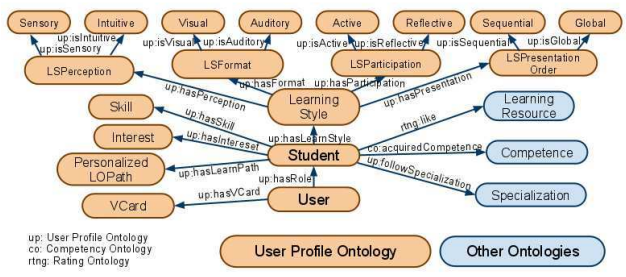 Sensory
Intuitive
Visual
Auditory
Active
Reflective
Sequential
Global
up:isIntuitive
up:isSensory
up:isVisual
up:isAuditory
up:isActive
up:isReflective
up:isSequential
up:isGlobal
LSPerception
LSFormat
LSParticipation
LSPresentation
Order
up:hasPerception
up:hasFormat
up:hasParticipation
up:hasPresentation
Learning
Style
Skill
up:hasSkill
Interest
up:hasIntereset
up:hasLearnStyle
rtng:like
Learning
Resource
Personalized
LOPath
up:hasLearnPath
Student
co:acquiredCompetence
Competence
up:followSpecialization
Specialization
up:hasRole
VCard
up:hasVCard
User
up: User Profile Ontology
co: Competency Ontology
rtng: Rating Ontology
User Profile Ontology
Other Ontologies